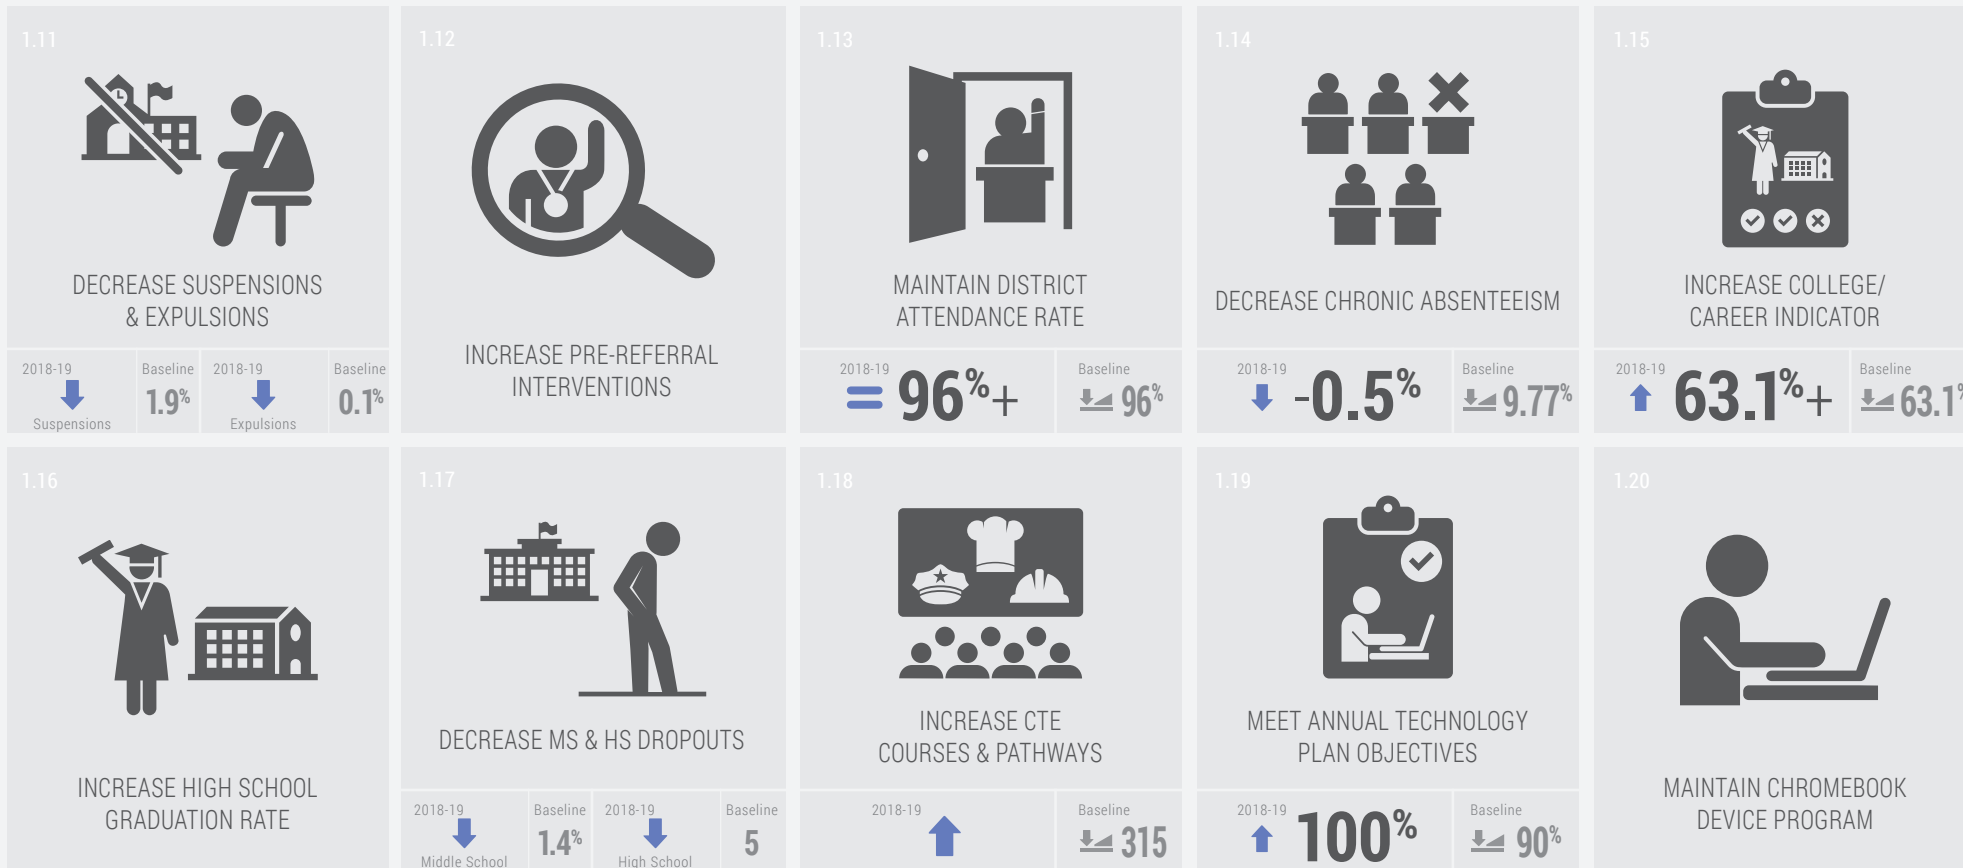 1.11
DECREASE SUSPENSIONS
& EXPULSIONS
2018-19
Suspensions
Baseline
1.9%
2018-19
Expulsions
Baseline
0.1%
1.12
INCREASE PRE-REFERRAL
INTERVENTIONS
1.13
MAINTAIN DISTRICT
ATTENDANCE RATE
2018-19
96%+
Baseline
96%
1.14
DECREASE CHRONIC ABSENTEEISM
2018-19
-0.5%
Baseline
9.77%
1.15
INCREASE COLLEGE/
CAREER INDICATOR
2018-19
63.1%+
Baseline
63.1%
1.16
INCREASE HIGH SCHOOL
GRADUATION RATE
1.17
DECREASE MS & HS DROPOUTS
2018-19
Middle School
Baseline
1.4%
2018-19
High School
Baseline
5
1.18
INCREASE CTE
COURSES & PATHWAYS
2018-19
Baseline
315
1.19
MEET ANNUAL TECHNOLOGY
PLAN OBJECTIVES
2018-19
100%
Baseline
90%
1.20
MAINTAIN CHROMEBOOK
DEVICE PROGRAM